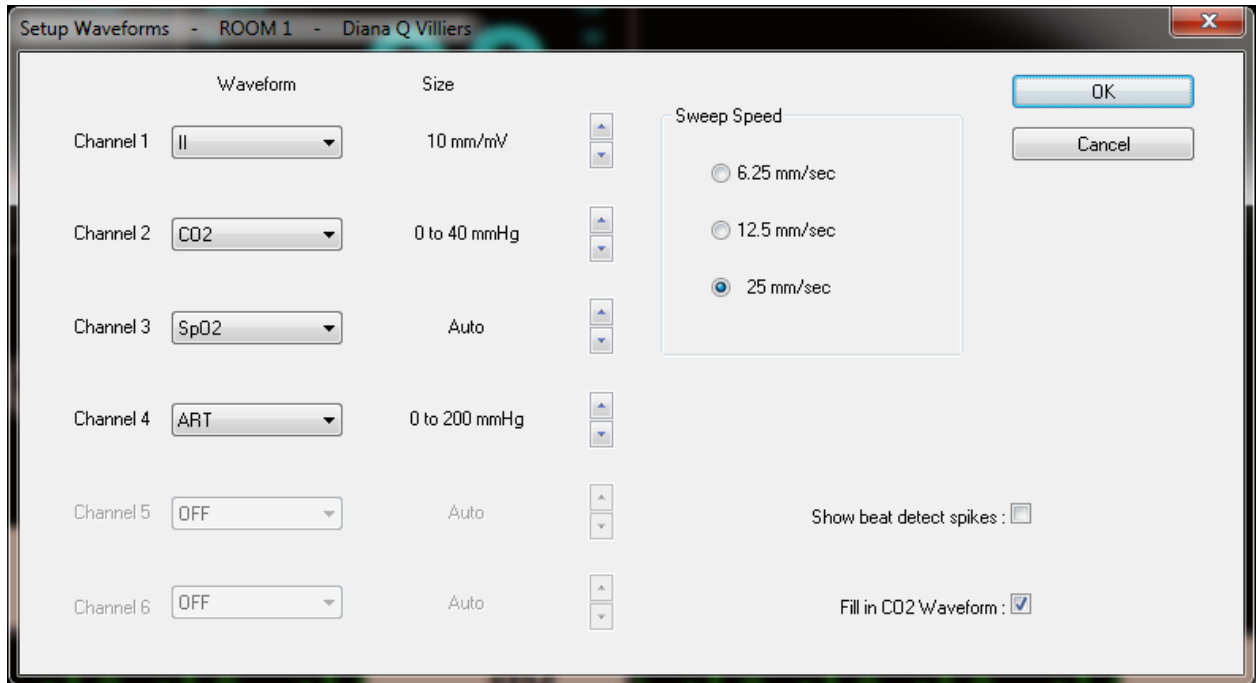 Setup Waveforms - ROOM 1 - Diana Q Villiers
Waveform Size
Channel 1 II 10 mm/mV
Channel 2 CO2 0 to 40 mmHg
Channel 3 SpO2 Auto
Channel 4 ART 0 to 200 mmHg
Channel 5 OFF Auto
Channel 6 OFF Auto
Sweep Speed
6.25 mm/sec
12.5 mm/sec
25 mm/sec
Show beat detect spikes :
Fill in CO2 Waveform :
OK
Cancel